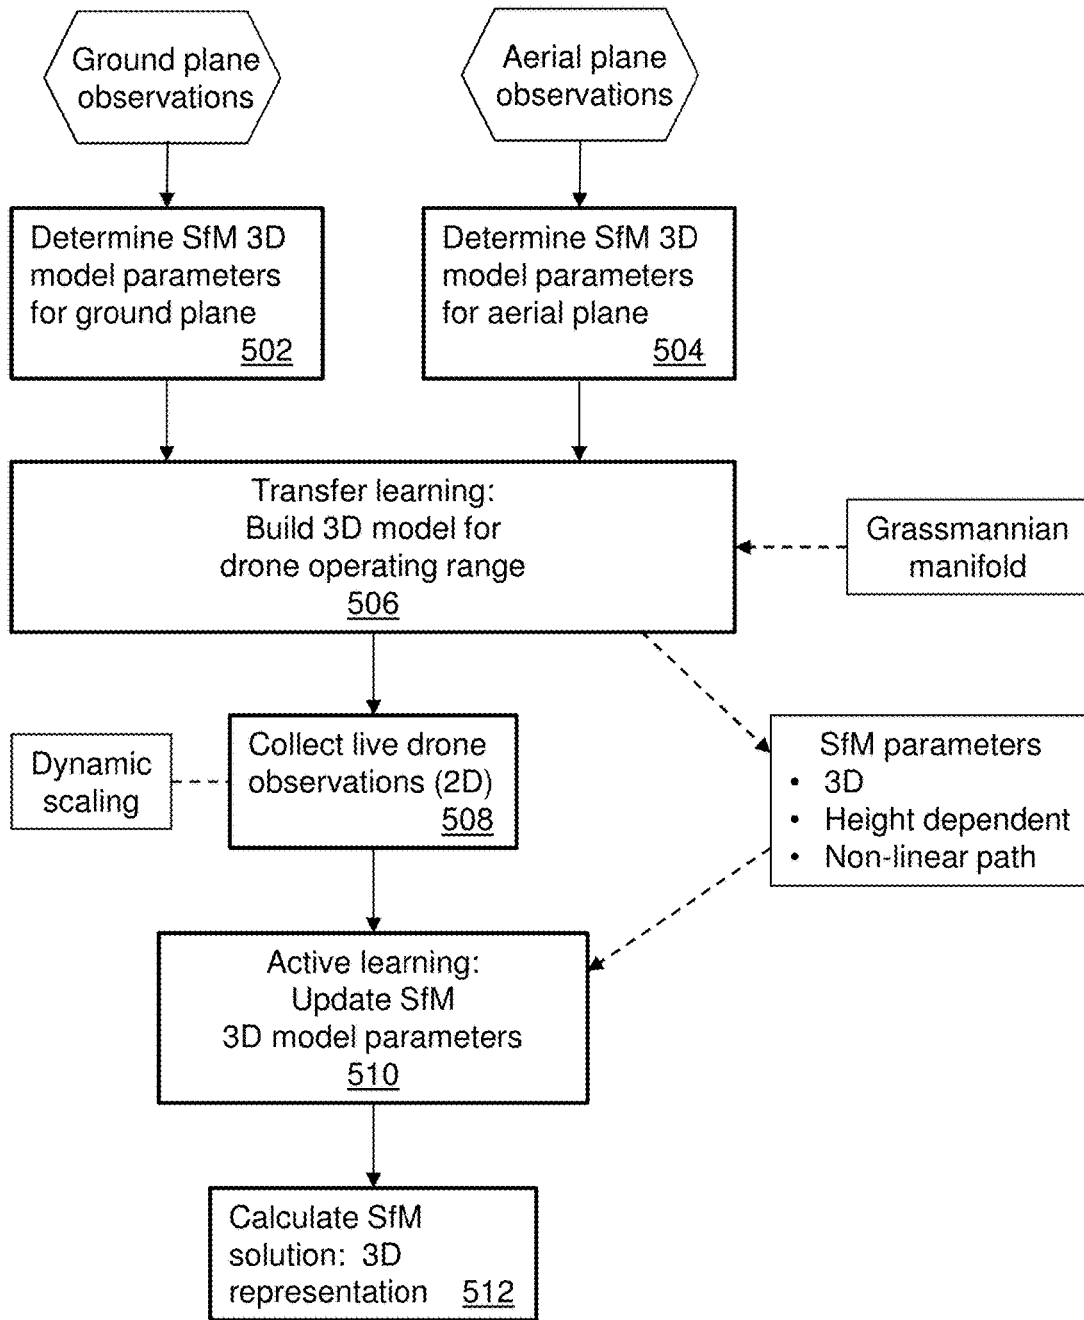 Ground plane
observations
Aerial plane
observations
Determine SfM 3D
model parameters
for ground plane
502
Determine SfM 3D
model parameters
for aerial plane
504
Transfer learning:
Build 3D model for
drone operating range
506
Grassmannian
manifold
Dynamic
scaling
Collect live drone
observations (2D)
508
SfM parameters
• 3D
• Height dependent
• Non-linear path
Active learning:
Update SfM
3D model parameters
510
Calculate SfM
solution: 3D
representation 512